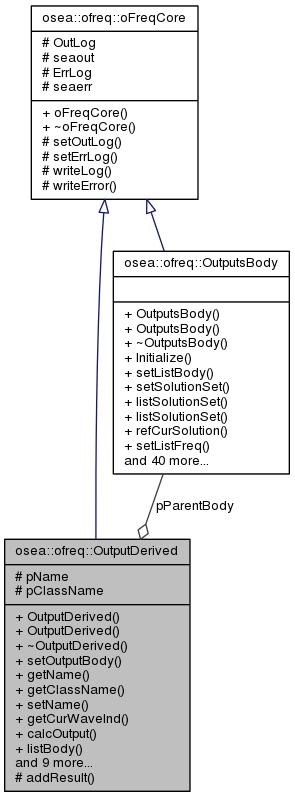 osea::ofreq::oFreqCore
# OutLog
# seaout
# ErrLog
# seaerr
+ oFreqCore()
+ ~oFreqCore()
# setOutLog()
# setErrLog()
# writeLog()
# writeError()
osea::ofreq::OutputsBody
+ OutputsBody()
+ OutputsBody()
+ ~OutputsBody()
+ Initialize()
+ setListBody()
+ setSolutionSet()
+ listSolutionSet()
+ listSolutionSet()
+ refCurSolution()
+ setListFreq()
and 40 more...
pParentBody
osea::ofreq::OutputDerived
# pName
# pClassName
+ OutputDerived()
+ OutputDerived()
+ ~OutputDerived()
+ setOutputBody()
+ getName()
+ getClassName()
+ setName()
+ getCurWaveInd()
+ calcOutput()
+ listBody()
and 9 more...
# addResult()